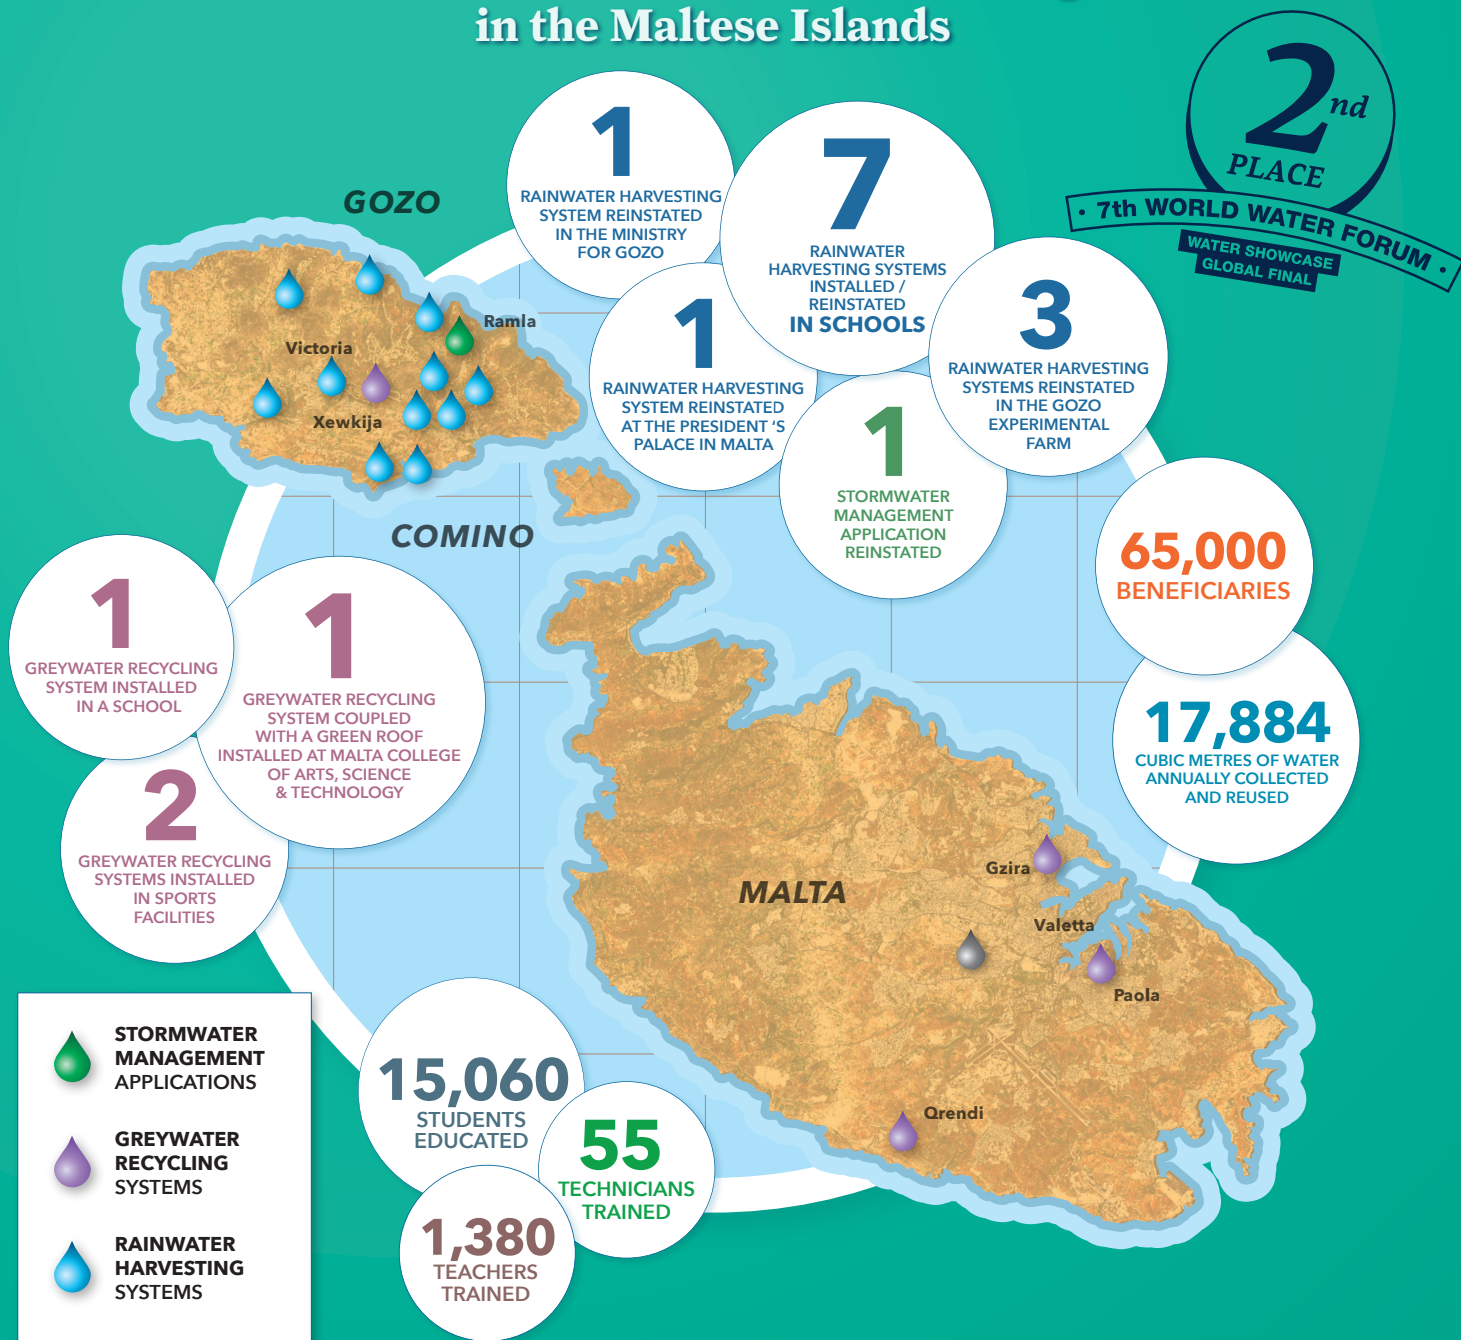 in the Maltese Islands
2nd
PLACE
• 7th WORLD WATER FORUM •
WATER SHOWCASE
GLOBAL FINAL
1
RAINWATER HARVESTING
SYSTEM REINSTATED
IN THE MINISTRY
FOR GOZO
7
RAINWATER
HARVESTING SYSTEMS
INSTALLED /
REINSTATED
IN SCHOOLS
1
RAINWATER HARVESTING
SYSTEM REINSTATED
AT THE PRESIDENT 'S
PALACE IN MALTA
3
RAINWATER HARVESTING
SYSTEMS REINSTATED
IN THE GOZO
EXPERIMENTAL
FARM
1
STORMWATER
MANAGEMENT
APPLICATION
REINSTATED
65,000
BENEFICIARIES
17,884
CUBIC METRES OF WATER
ANNUALLY COLLECTED
AND REUSED
GOZO
Ramla
Victoria
Xewkija
COMINO
1
GREYWATER RECYCLING
SYSTEM INSTALLED
IN A SCHOOL
1
GREYWATER RECYCLING
SYSTEM COUPLED
WITH A GREEN ROOF
INSTALLED AT MALTA COLLEGE
OF ARTS, SCIENCE
& TECHNOLOGY
2
GREYWATER RECYCLING
SYSTEMS INSTALLED
IN SPORTS
FACILITIES
MALTA
Gzira
Valetta
Paola
Qrendi
15,060
STUDENTS
EDUCATED
55
TECHNICIANS
TRAINED
1,380
TEACHERS
TRAINED
STORMWATER
MANAGEMENT
APPLICATIONS
GREYWATER
RECYCLING
SYSTEMS
RAINWATER
HARVESTING
SYSTEMS